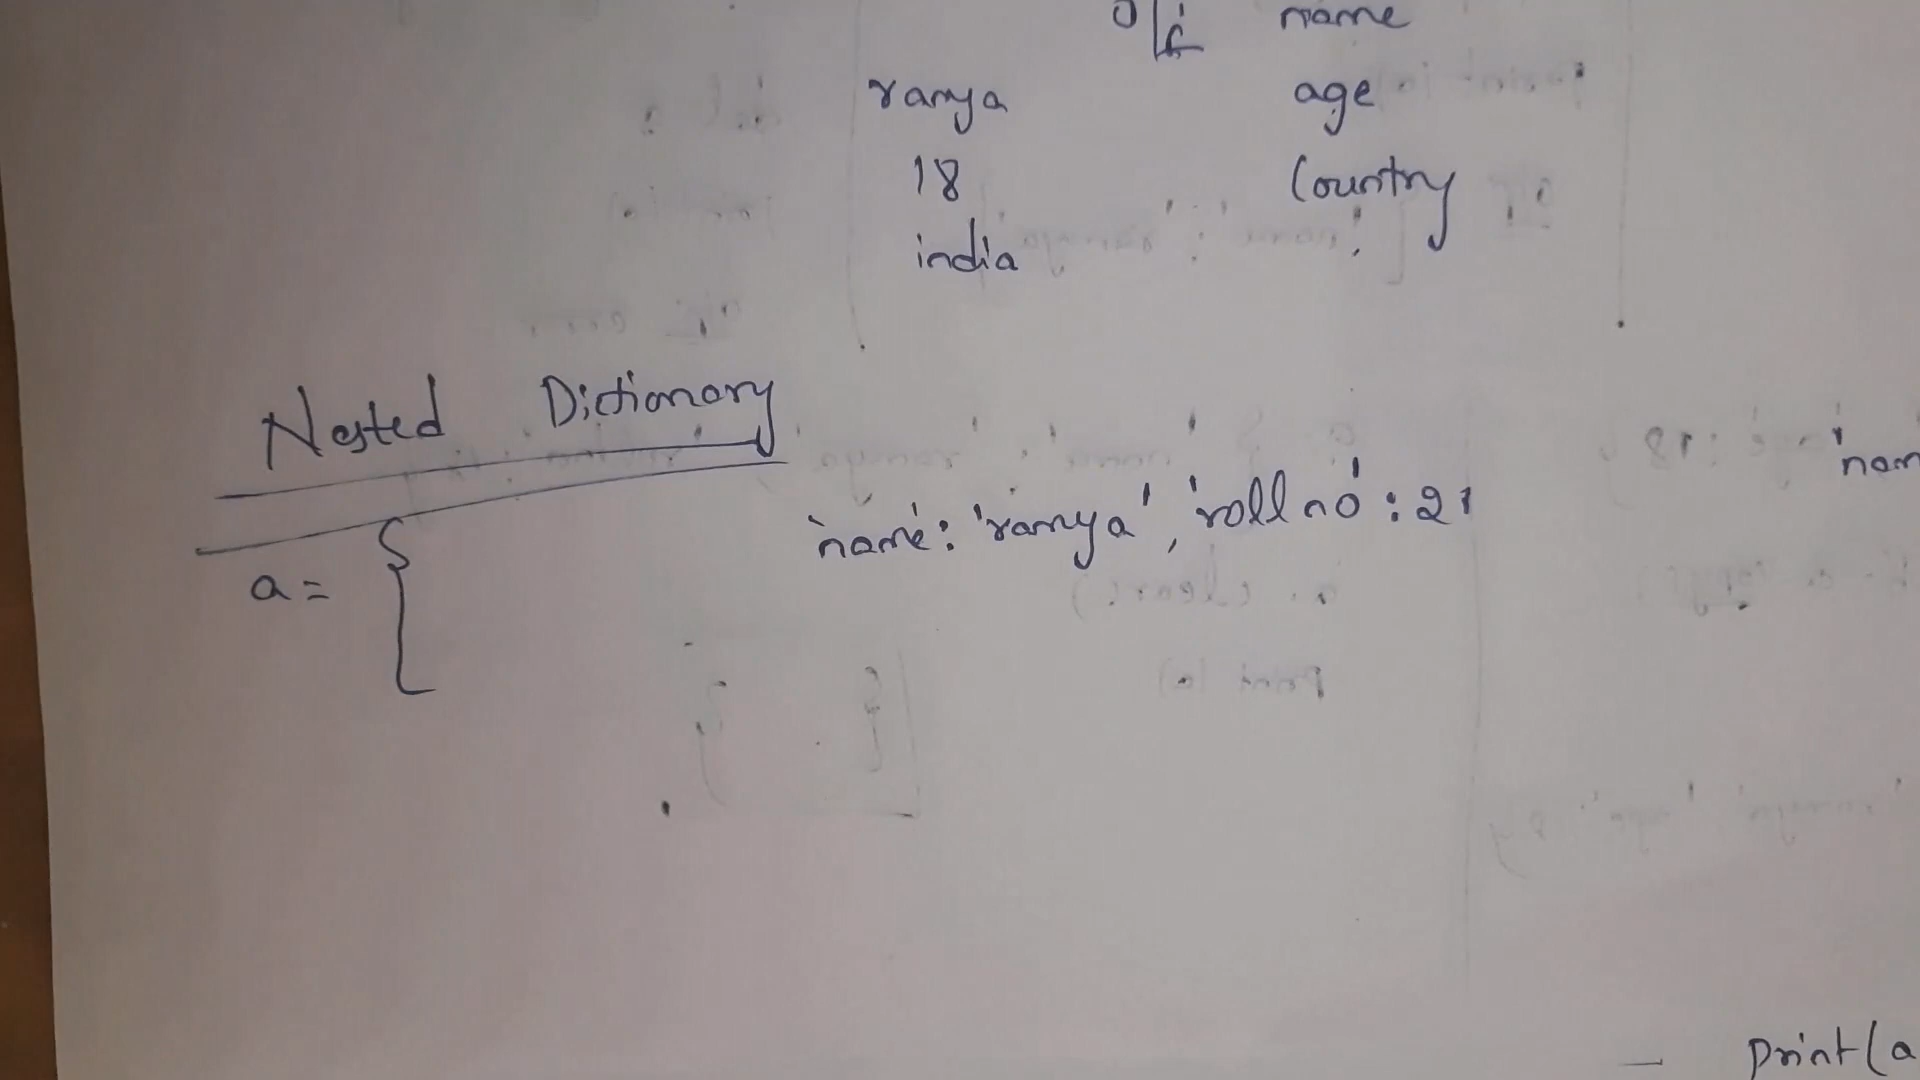 O/P name
ramya age
18 Country
india
Nested Dictionary
'name': 'ramya', 'roll no': 21
a = {
'nam
print(a